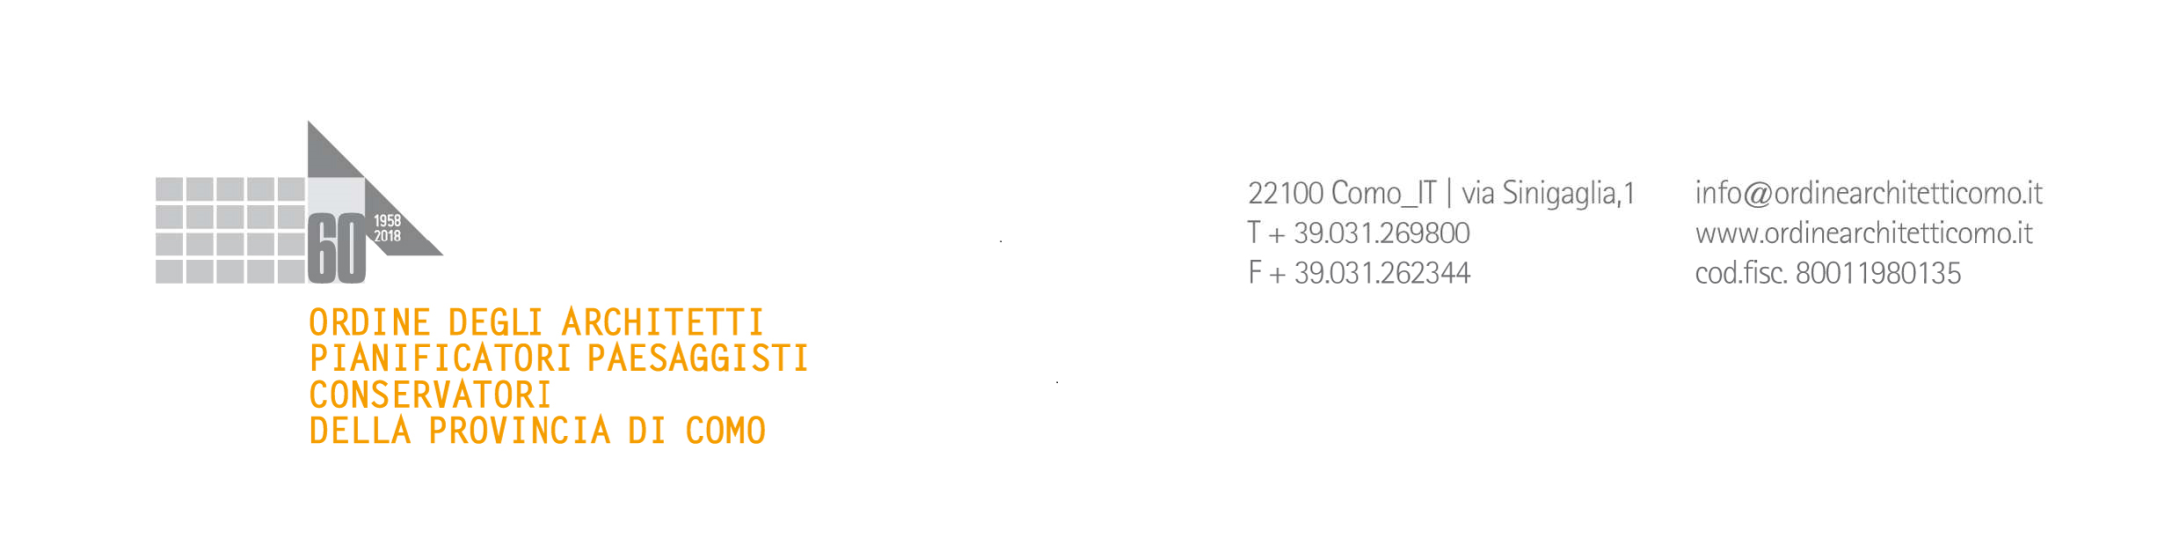 60
1958
2018
ORDINE DEGLI ARCHITETTI
PIANIFICATORI PAESAGGISTI
CONSERVATORI
DELLA PROVINCIA DI COMO
22100 Como_IT | via Sinigaglia,1
T + 39.031.269800
F + 39.031.262344
info@ordinearchitetticomo.it
www.ordinearchitetticomo.it
cod.fisc. 80011980135